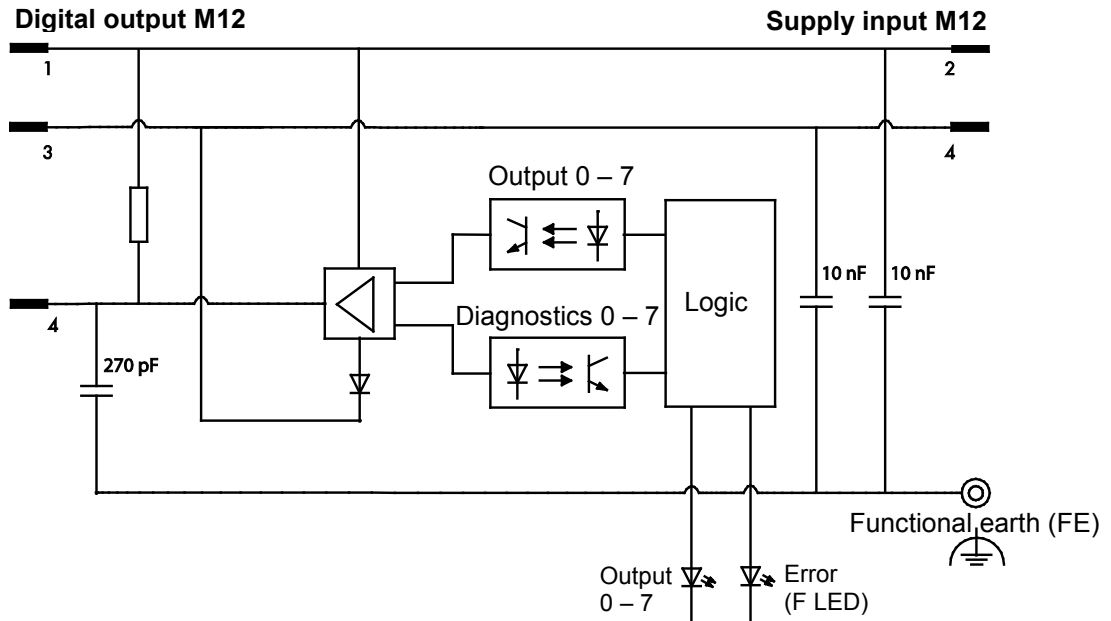 Digital output M12
Supply input M12
1
2
3
4
Output 0 – 7
10 nF
10 nF
Logic
4
Diagnostics 0 – 7
270 pF
Functional earth (FE)
Output
0 – 7
Error
(F LED)